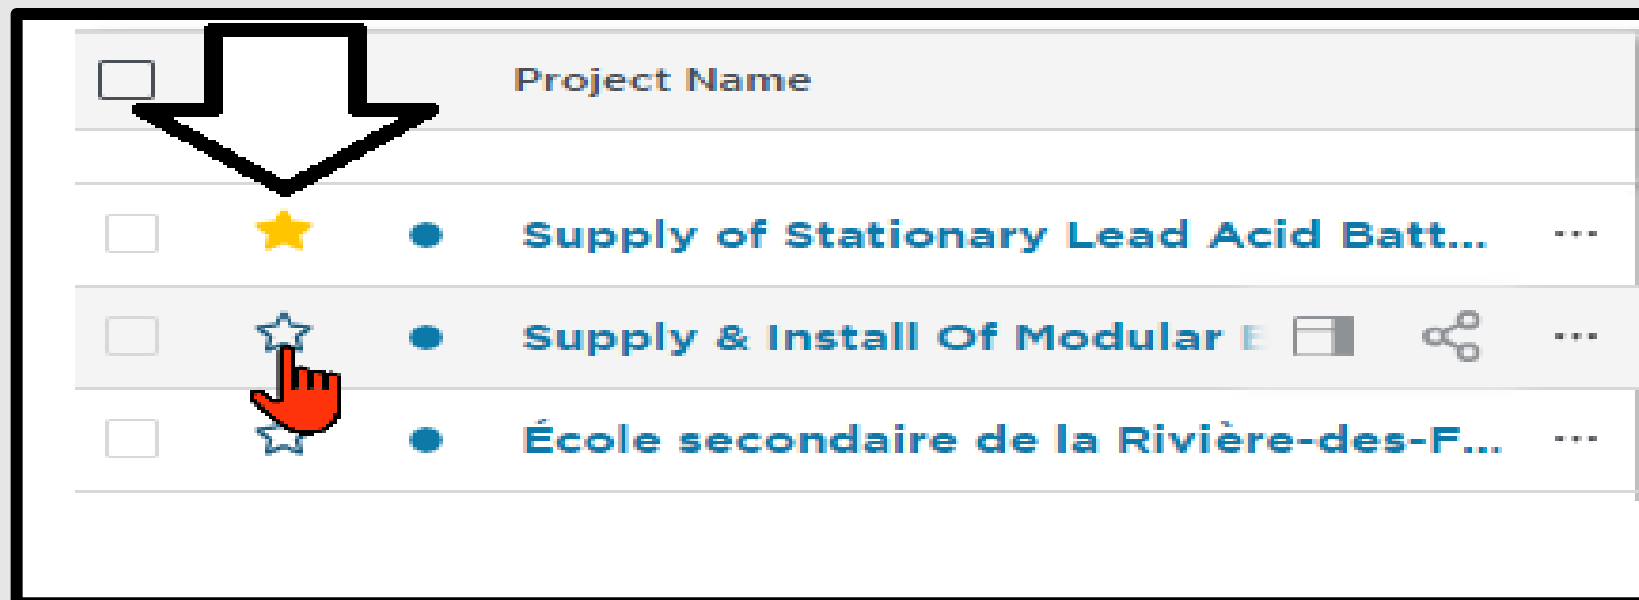 Project Name
Supply of Stationary Lead Acid Batt...
Supply & Install Of Modular
École secondaire de la Rivière-des-F...